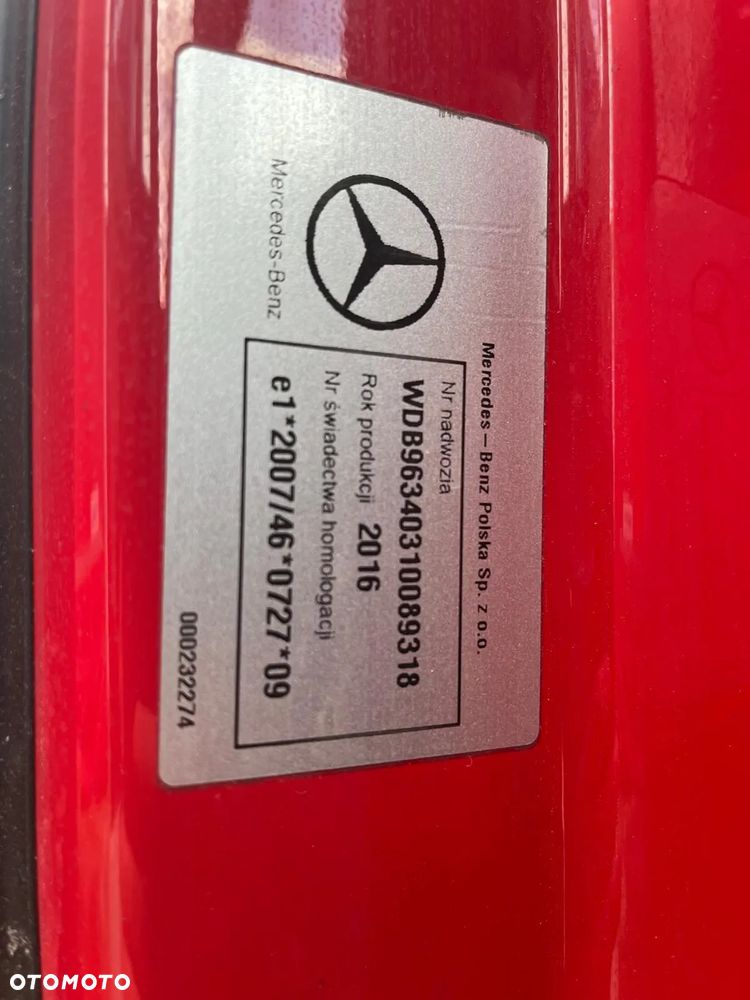 Mercedes – Benz Polska Sp. z o.o.
Mercedes-Benz
Nr nadwozia
WDB96340310089318
Rok produkcji 2016
Nr świadectwa homologacji
e1*2007/46*0727*09
000232274
OTOMOTO